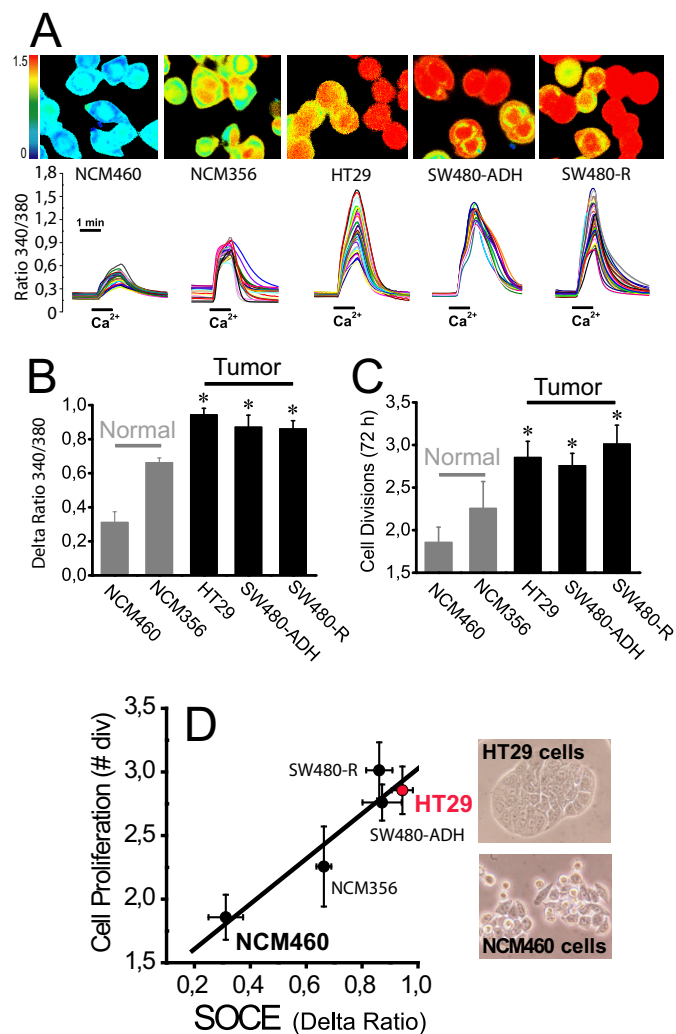 A
1.5
0
NCM460 NCM356 HT29 SW480-ADH SW480-R
Ratio 340/380
1,8
1,5
1,2
0,9
0,6
0,3
0
1 min
Ca2+ Ca2+ Ca2+ Ca2+ Ca2+
B
Tumor
Normal
* * *
Delta Ratio 340/380
1,0
0,8
0,6
0,4
0,2
0,0
NCM460
NCM356
HT29
SW480-ADH
SW480-R
C
Tumor
Normal
* * *
Cell Divisions (72 h)
3,5
3,0
2,5
2,0
1,5
NCM460
NCM356
HT29
SW480-ADH
SW480-R
D
Cell Proliferation (# div)
3,5
3,0
2,5
2,0
1,5
SW480-R
HT29
SW480-ADH
NCM356
NCM460
0,2 0,4 0,6 0,8 1,0
SOCE (Delta Ratio)
HT29 cells
NCM460 cells